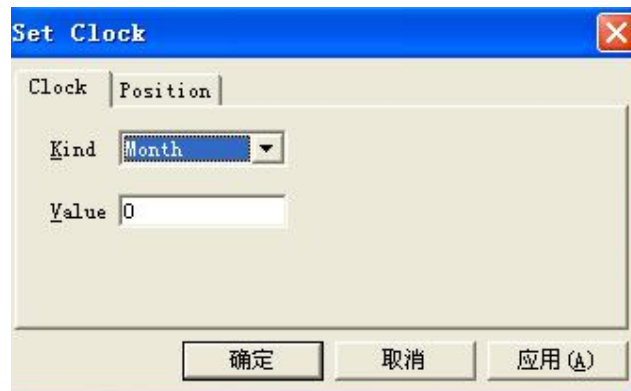 Set Clock
Clock Position
Kind Month
Value 0
确定 取消 应用(A)